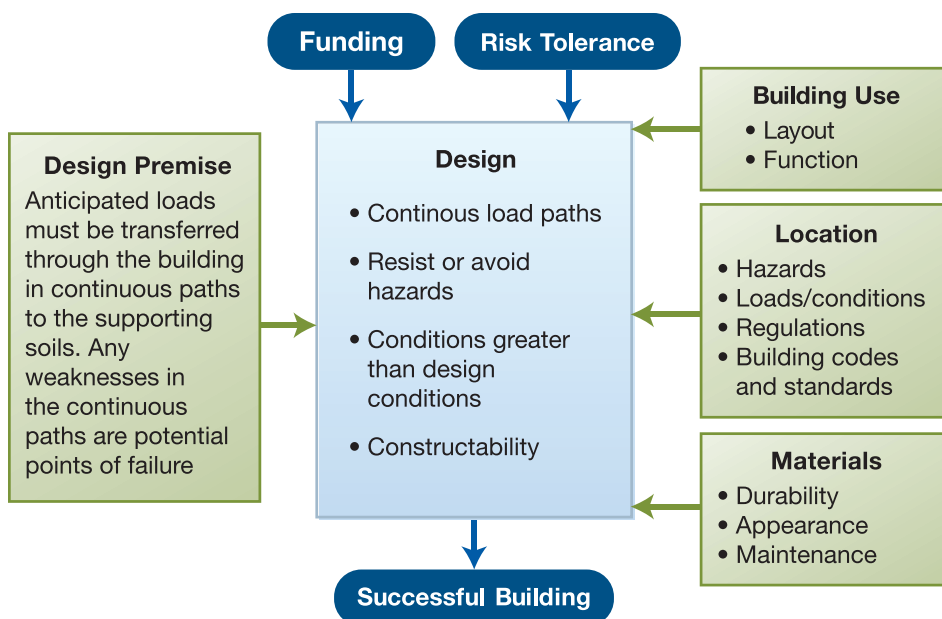 Funding
Risk Tolerance
Design Premise
Anticipated loads
must be transferred
through the building
in continuous paths
to the supporting
soils. Any
weaknesses in
the continuous
paths are potential
points of failure
Design
• Continous load paths
• Resist or avoid
hazards
• Conditions greater
than design
conditions
• Constructability
Building Use
• Layout
• Function
Location
• Hazards
• Loads/conditions
• Regulations
• Building codes
and standards
Materials
• Durability
• Appearance
• Maintenance
Successful Building